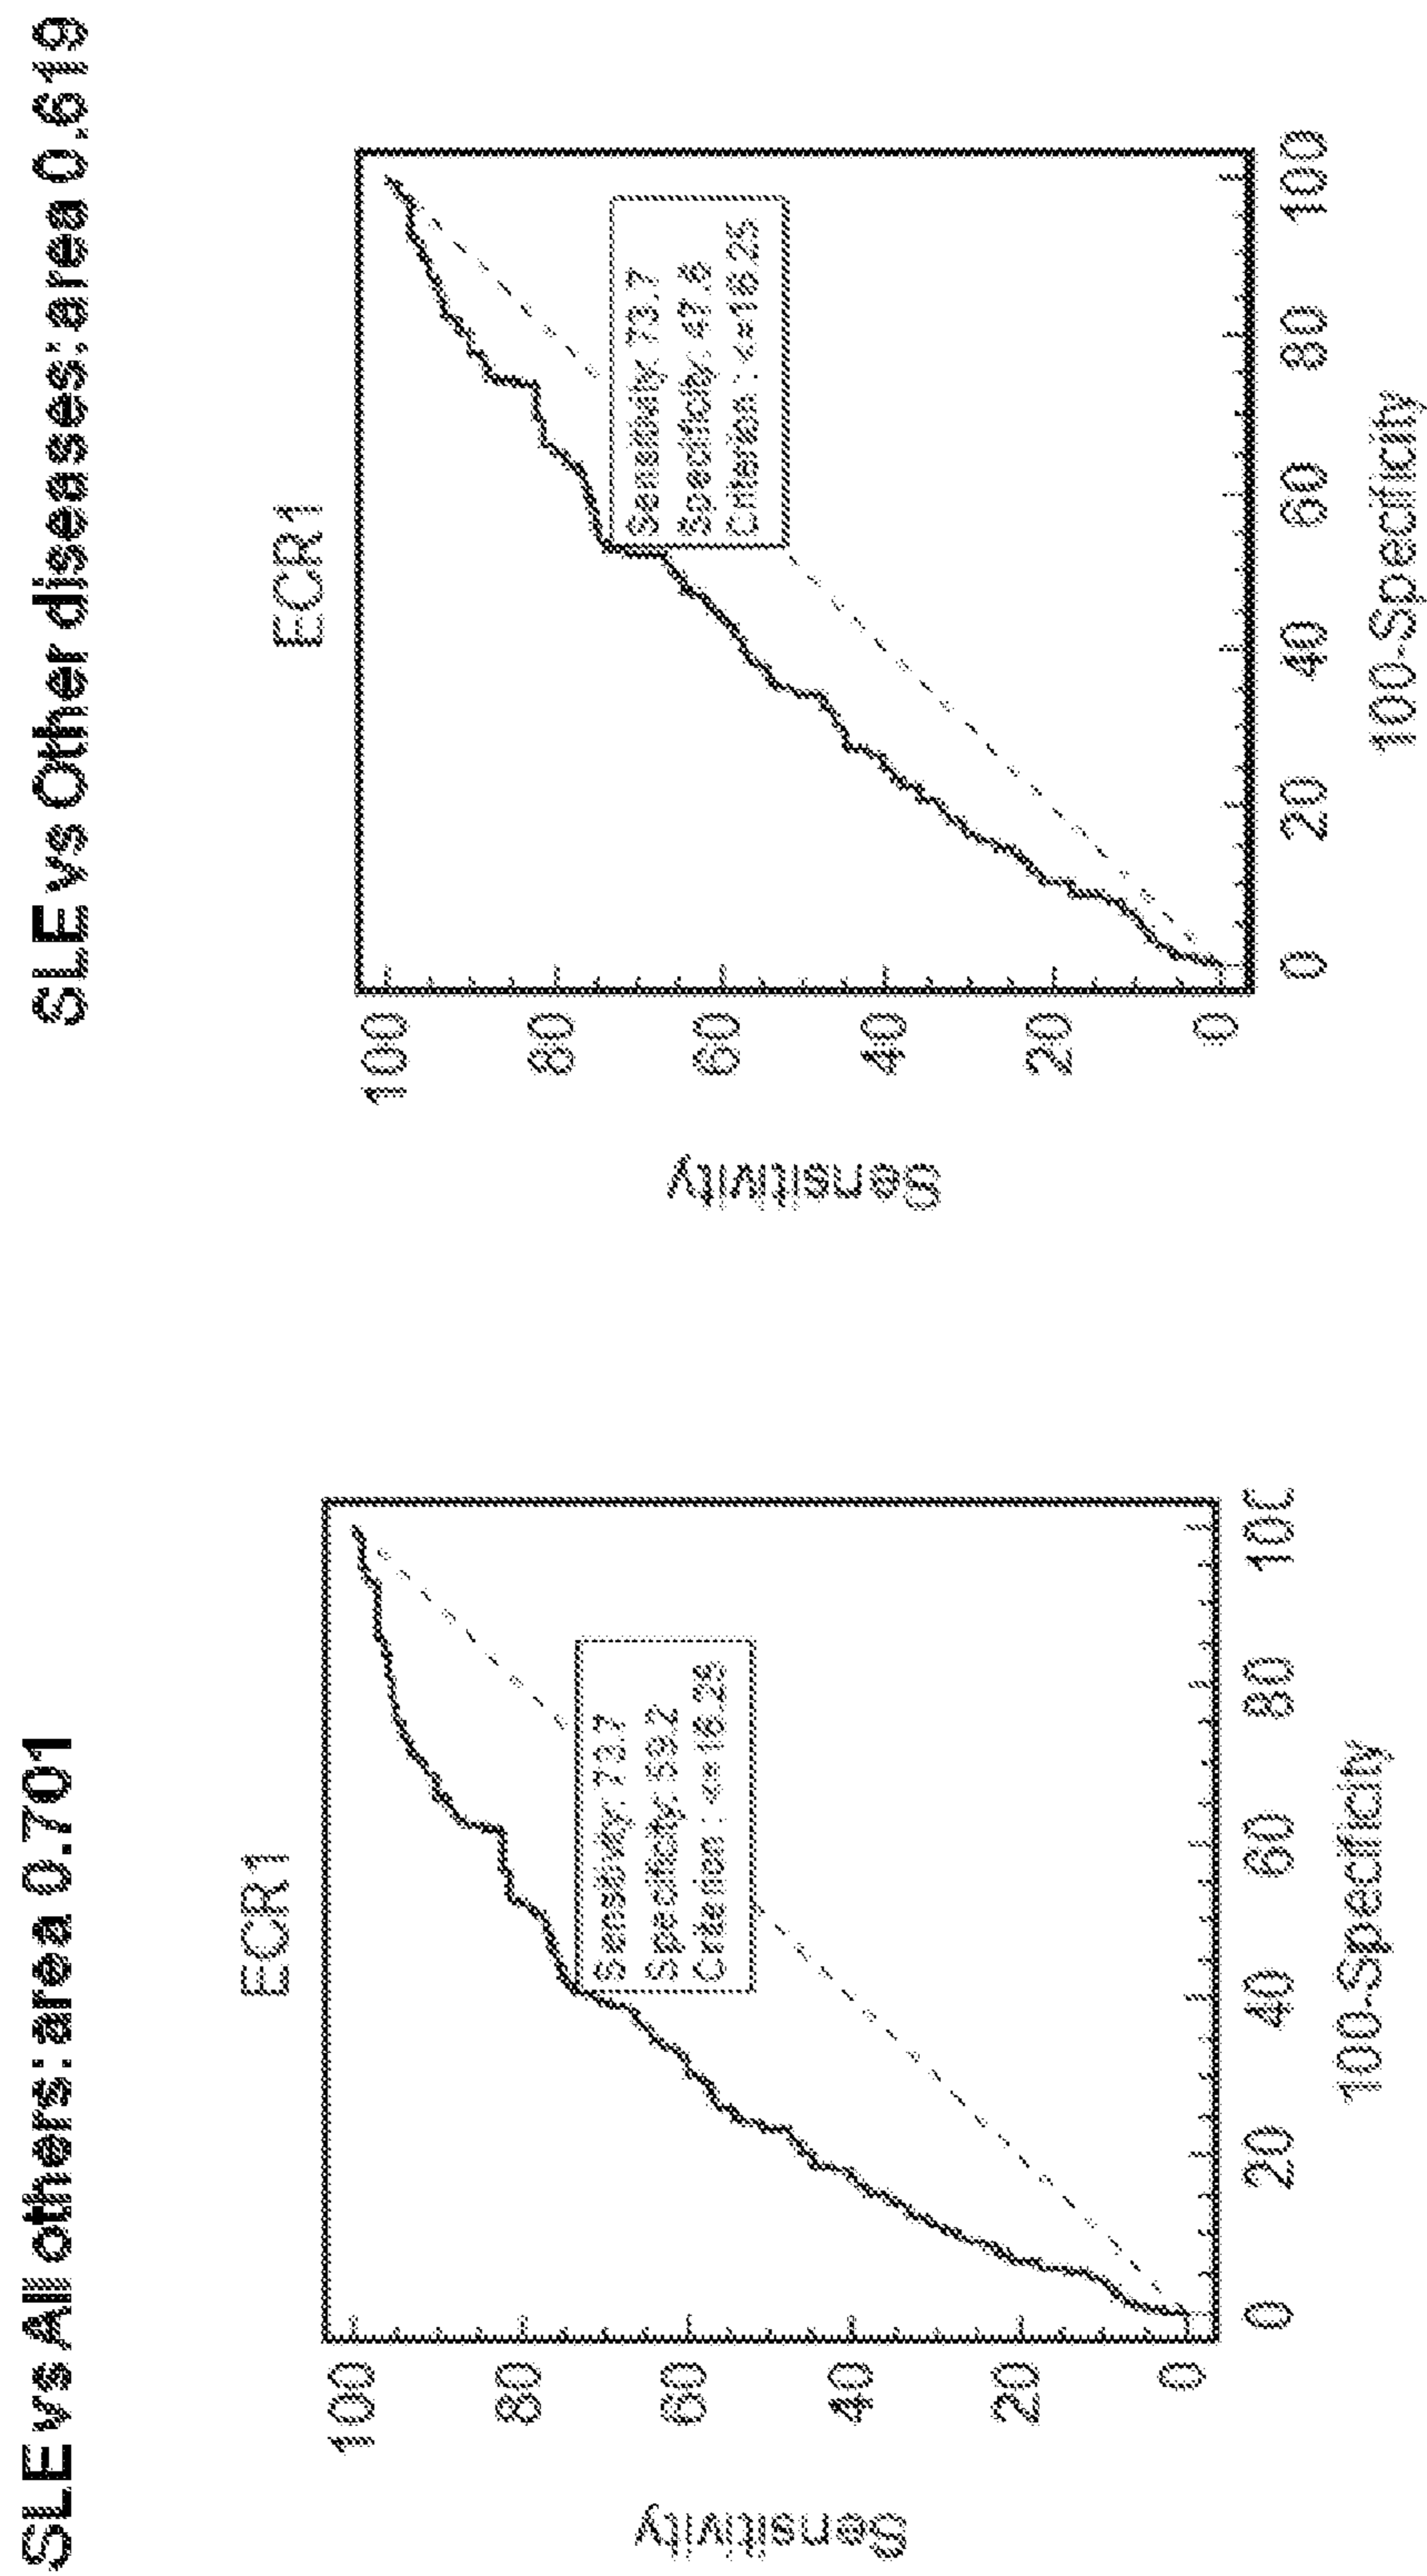 SLE vs All others: area 0.701
ECR1
100
80
60
40
20
0
Sensitivity
Sensitivity: 73.7
Specificity: 59.2
Criterion : <=16.25
0
20
40
60
80
100
100-Specificity
SLE vs Other diseases: area 0.619
ECR1
100
80
60
40
20
0
Sensitivity
Sensitivity: 73.7
Specificity:
Criterion : <=16.25
0
20
40
60
80
100
100-Specificity